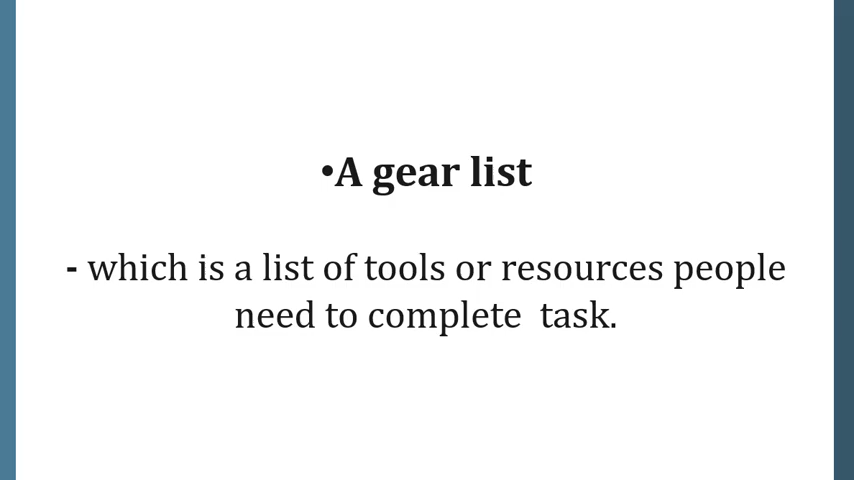 •A gear list
- which is a list of tools or resources people
need to complete  task.